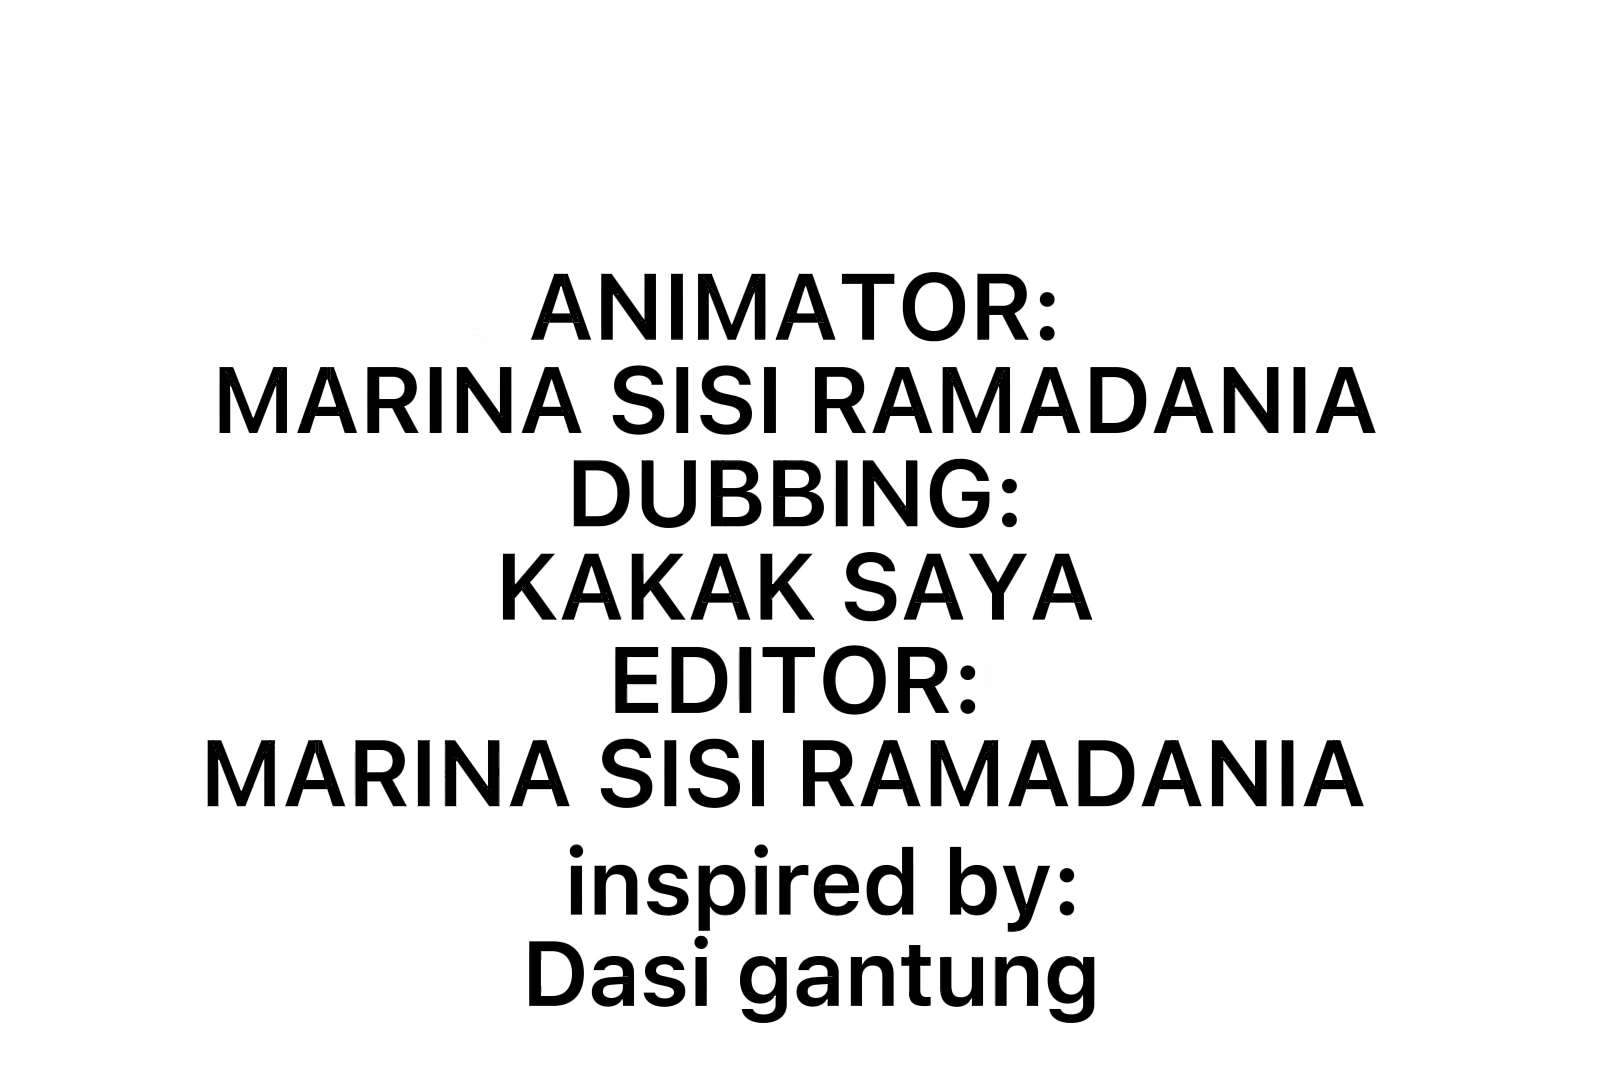 ANIMATOR:
MARINA SISI RAMADANIA
DUBBING:
KAKAK SAYA
EDITOR:
MARINA SISI RAMADANIA
inspired by:
Dasi gantung